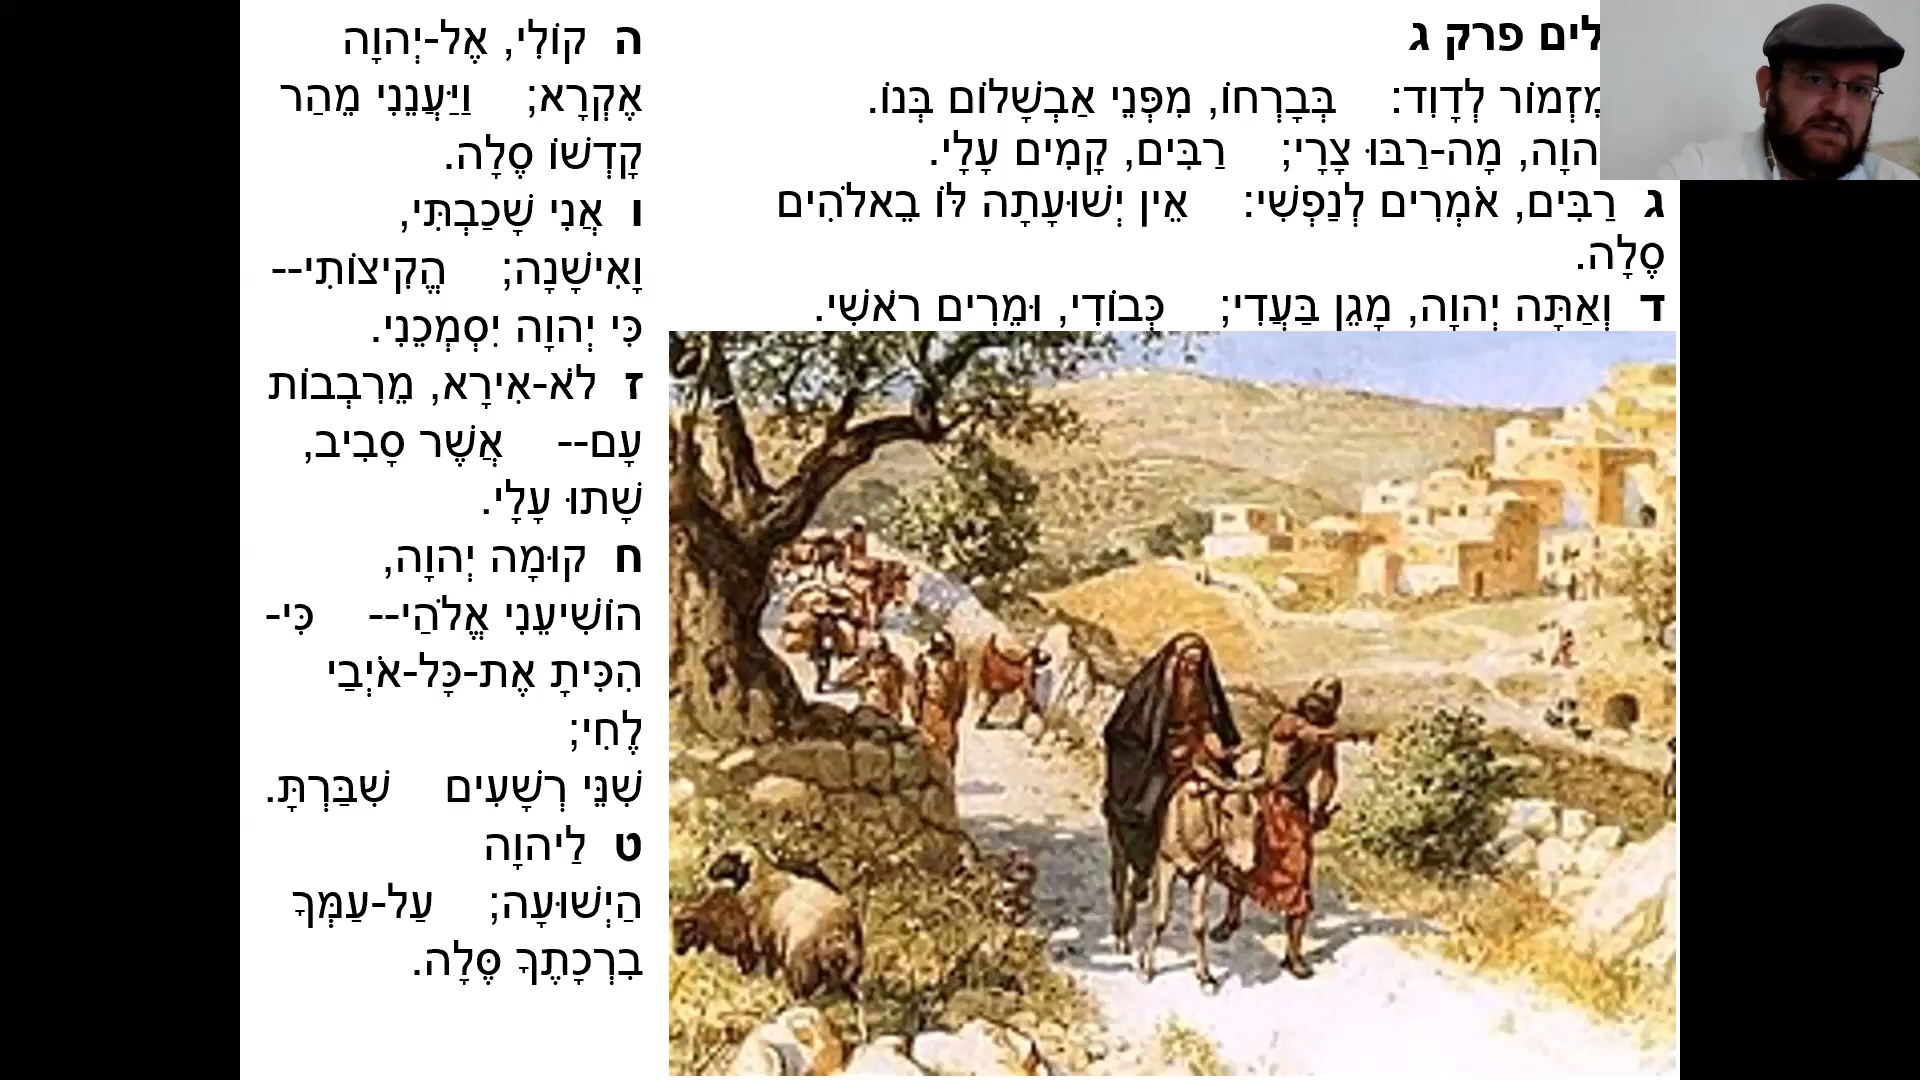 לים פרק ג
מִזְמוֹר לְדָוִד: בְּבָרְחוֹ, מִפְּנֵי אַבְשָׁלוֹם בְּנוֹ.
הוָה, מָה-רַבּוּ צָרָי; רַבִּים, קָמִים עָלָי.
ג רַבִּים, אֹמְרִים לְנַפְשִׁי: אֵין יְשׁוּעָתָה לּוֹ בֵאלֹהִים
סֶלָה.
ד וְאַתָּה יְהוָה, מָגֵן בַּעֲדִי; כְּבוֹדִי, וּמֵרִים רֹאשִׁי.
ה קוֹלִי, אֶל-יְהוָה
אֶקְרָא; וַיַּעֲנֵנִי מֵהַר
קָדְשׁוֹ סֶלָה.
ו אֲנִי שָׁכַבְתִּי,
וָאִישָׁנָה; הֱקִיצוֹתִי--
כִּי יְהוָה יִסְמְכֵנִי.
ז לֹא-אִירָא, מֵרִבְבוֹת
עָם-- אֲשֶׁר סָבִיב,
שָׁתוּ עָלָי.
ח קוּמָה יְהוָה,
הוֹשִׁיעֵנִי אֱלֹהַי-- כִּי-
הִכִּיתָ אֶת-כָּל-אֹיְבַי
לֶחִי;
שִׁנֵּי רְשָׁעִים שִׁבַּרְתָּ.
ט לַיהוָה
הַיְשׁוּעָה; עַל-עַמְּךָ
בִרְכָתֶךָ סֶּלָה.